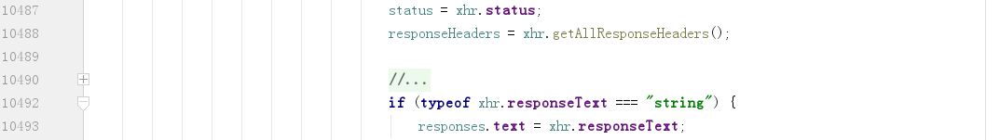 10487 status = xhr.status;
10488 responseHeaders = xhr.getAllResponseHeaders();
10489
10490 //...
10492 if (typeof xhr.responseText === "string") {
10493 responses.text = xhr.responseText;